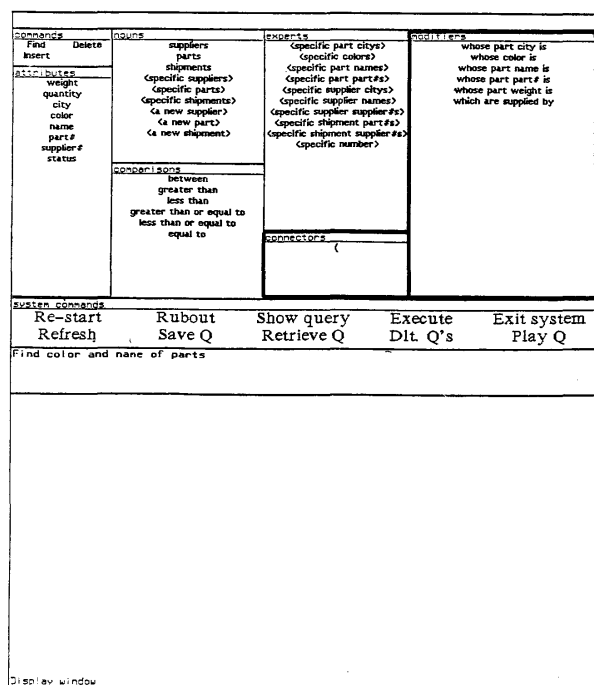 commands
Find Delete
Insert
attributes
weight
quantity
city
color
name
part#
supplier#
status
nouns
suppliers
parts
shipments
<specific suppliers>
<specific parts>
<specific shipments>
<a new supplier>
<a new part>
<a new shipment>
comparisons
between
greater than
less than
greater than or equal to
less than or equal to
equal to
experts
<specific part citys>
<specific colors>
<specific part names>
<specific part part#s>
<specific supplier citys>
<specific supplier names>
<specific supplier supplier#s>
<specific shipment part#s>
<specific shipment supplier#s>
<specific number>
connectors
(
modifiers
whose part city is
whose color is
whose part name is
whose part part# is
whose part weight is
which are supplied by
system commands
Re-start Rubout Show query Execute Exit system
Refresh Save Q Retrieve Q Dlt. Q's Play Q
Find color and name of parts
Display window